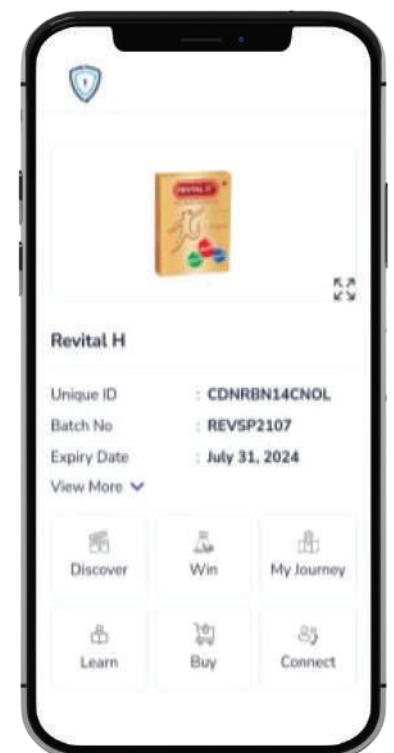 REVITAL H
Revital H
Unique ID : CDNRBN14CNOL
Batch No : REVSP2107
Expiry Date : July 31, 2024
View More
Discover Win My Journey
Learn Buy Connect